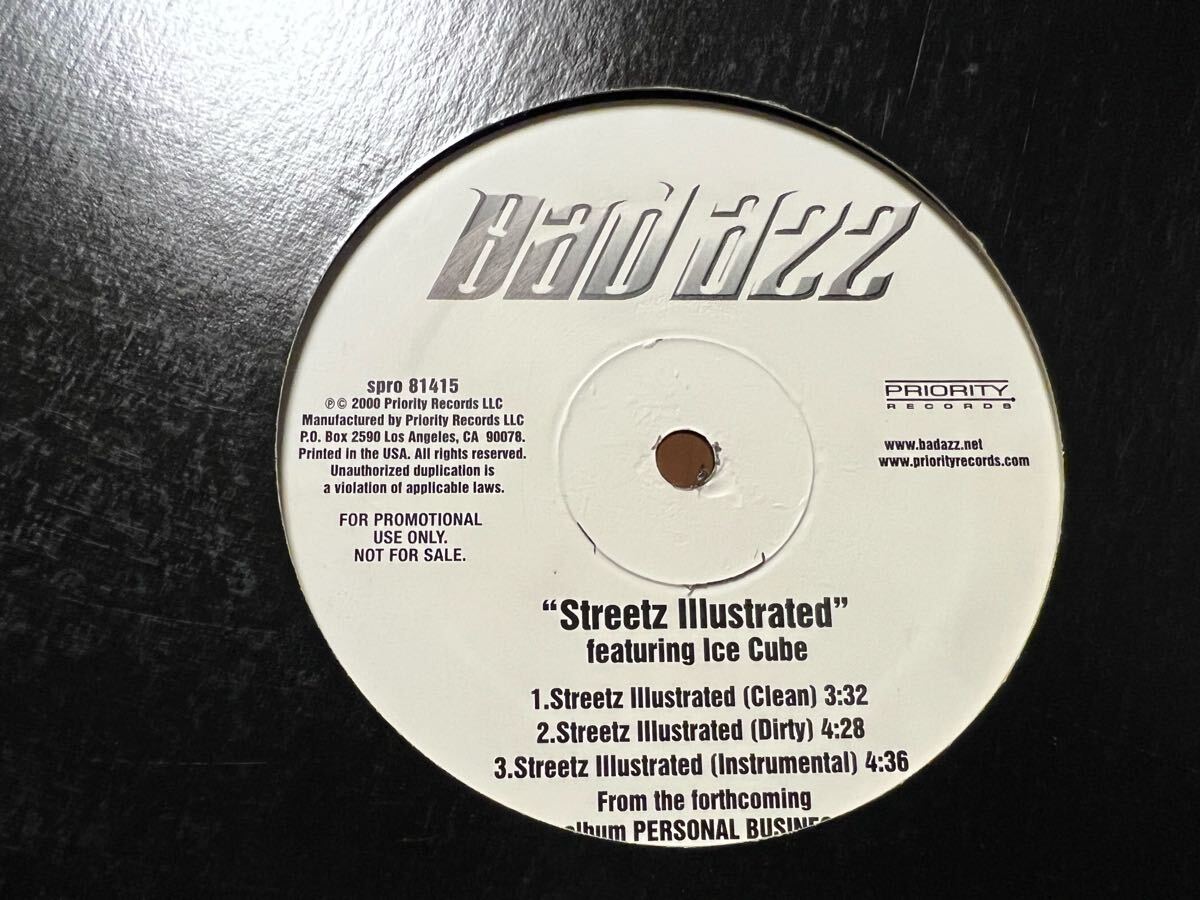 Bad Azz
spro 81415
℗© 2000 Priority Records LLC
Manufactured by Priority Records LLC
P.O. Box 2590 Los Angeles, CA 90078.
Printed in the USA. All rights reserved.
Unauthorized duplication is
a violation of applicable laws.
FOR PROMOTIONAL
USE ONLY.
NOT FOR SALE.
PRIORITY
RECORDS
www.badazz.net
www.priorityrecords.com
“Streetz Illustrated”
featuring Ice Cube
1.Streetz Illustrated (Clean) 3:32
2.Streetz Illustrated (Dirty) 4:28
3.Streetz Illustrated (Instrumental) 4:36
From the forthcoming
album PERSONAL